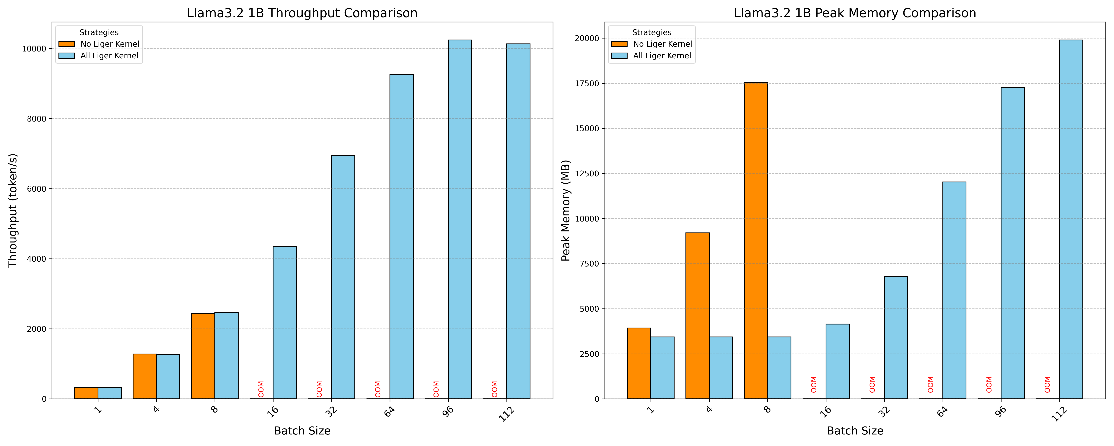 Llama3.2 1B Throughput Comparison
Strategies
No Liger Kernel
All Liger Kernel
Throughput (token/s)
10000
8000
6000
4000
2000
0
OOM
OOM
OOM
OOM
OOM
1
4
8
16
32
64
96
112
Batch Size
Llama3.2 1B Peak Memory Comparison
Strategies
No Liger Kernel
All Liger Kernel
Peak Memory (MB)
20000
17500
15000
12500
10000
7500
5000
2500
0
OOM
OOM
OOM
OOM
OOM
1
4
8
16
32
64
96
112
Batch Size